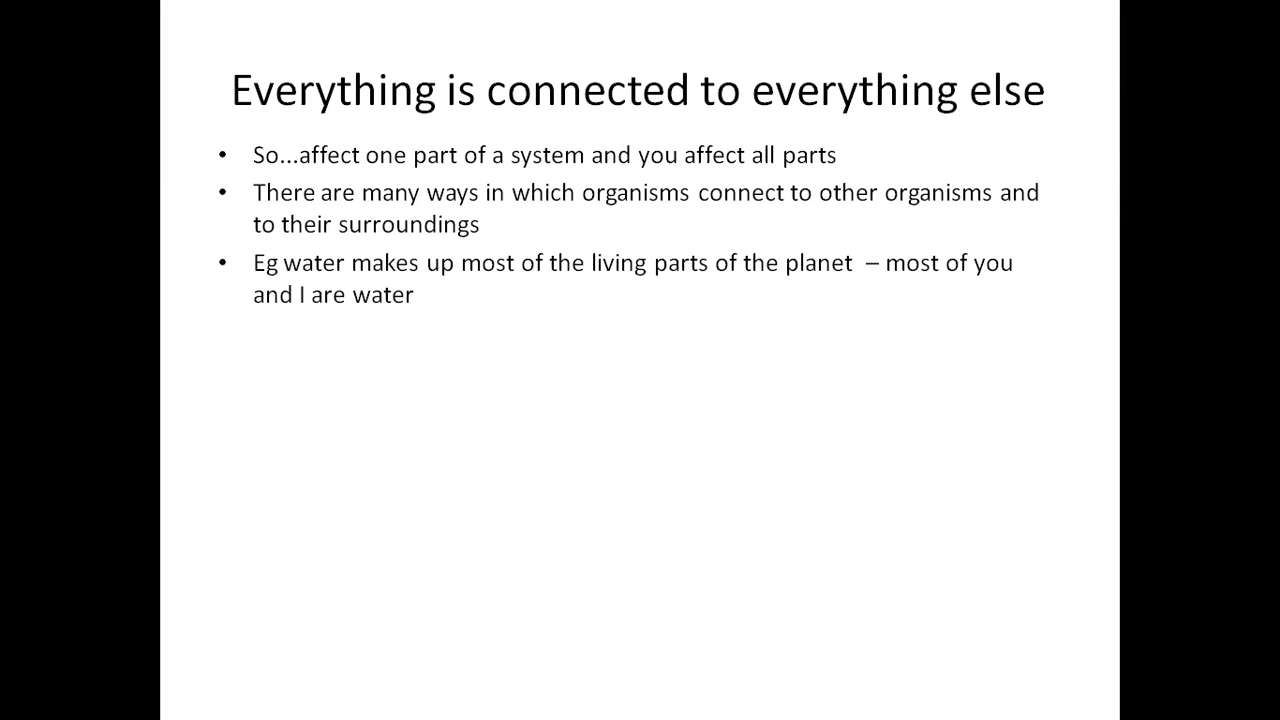 Everything is connected to everything else
• So...affect one part of a system and you affect all parts
• There are many ways in which organisms connect to other organisms and
to their surroundings
• Eg water makes up most of the living parts of the planet – most of you
and I are water